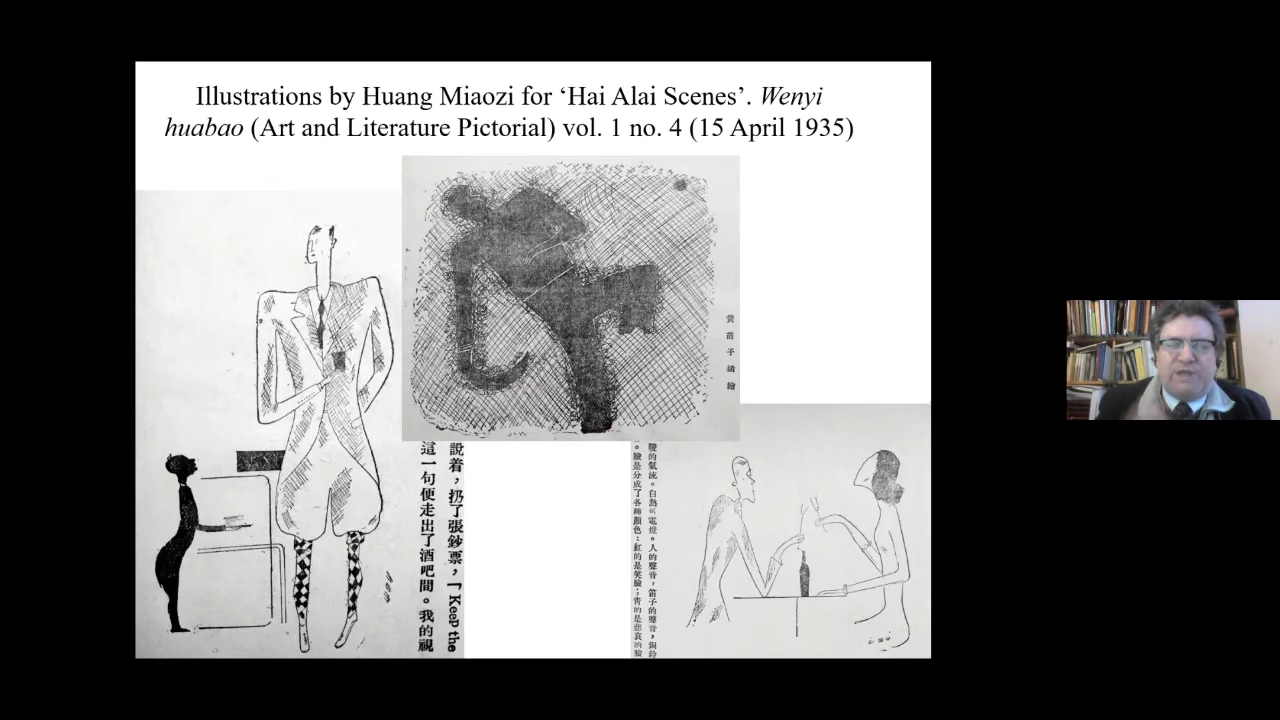 Illustrations by Huang Miaozi for ‘Hai Alai Scenes’. Wenyi
huabao (Art and Literature Pictorial) vol. 1 no. 4 (15 April 1935)
黄苗子繪
說着，扔了張鈔票，「Keep the
這一句便走出了酒吧間。我的視
的氣流。白熱的電燈。人的聲音，笛子的聲音，銅鈴
。臉是分成了各種顏色：紅的是笑臉；青的是悲哀的臉